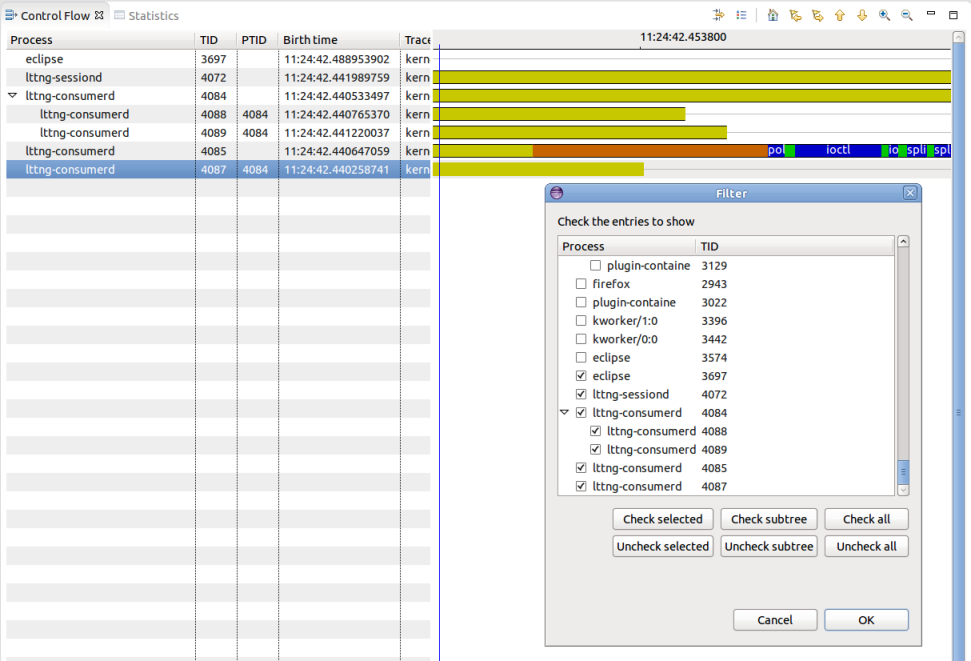 Control Flow Statistics
Process TID PTID Birth time Trace 11:24:42.453800
eclipse 3697 11:24:42.488953902 kern
lttng-sessiond 4072 11:24:42.441989759 kern
lttng-consumerd 4084 11:24:42.440533497 kern
lttng-consumerd 4088 4084 11:24:42.440765370 kern
lttng-consumerd 4089 4084 11:24:42.441220037 kern
lttng-consumerd 4085 11:24:42.440647059 kern pol ioctl io spli spl
lttng-consumerd 4087 4084 11:24:42.440258741 kern
Filter
Check the entries to show
Process TID
plugin-containe 3129
firefox 2943
plugin-containe 3022
kworker/1:0 3396
kworker/0:0 3442
eclipse 3574
eclipse 3697
lttng-sessiond 4072
lttng-consumerd 4084
lttng-consumerd 4088
lttng-consumerd 4089
lttng-consumerd 4085
lttng-consumerd 4087
Check selected Check subtree Check all
Uncheck selected Uncheck subtree Uncheck all
Cancel OK